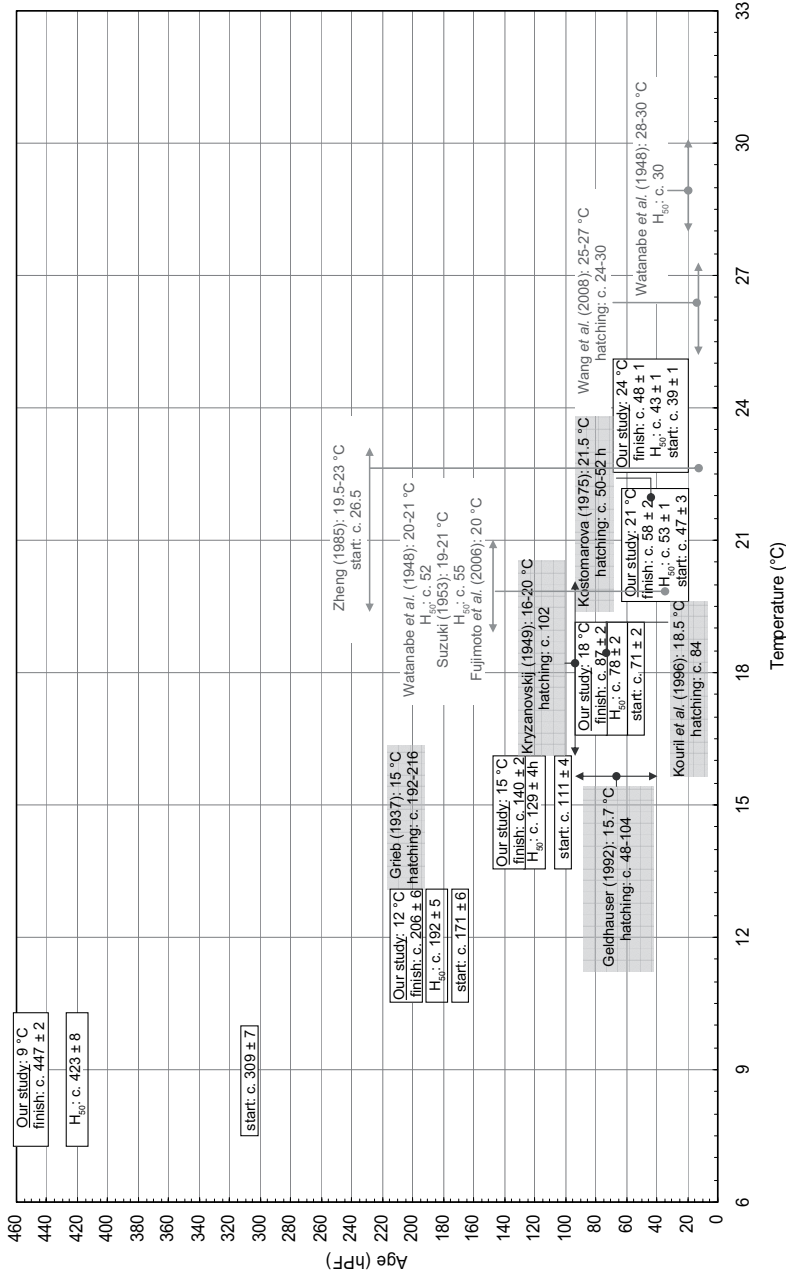 460
440
420
400
380
360
340
320
300
280
260
240
220
200
180
160
140
120
100
80
60
40
20
0
Age (hPF)
6
9
12
15
18
21
24
27
30
33
Temperature (°C)
Our study: 9 °C
finish: c. 447 ± 2
H50: c. 423 ± 8
start: c. 309 ± 7
Our study: 12 °C
finish: c. 206 ± 6
H50: c. 192 ± 5
start: c. 171 ± 6
Grieb (1937): 15 °C
hatching: c. 192-216
Our study: 15 °C
finish: c. 140 ± 2
H50: c. 129 ± 4h
start: c. 111 ± 4
Geldhauser (1992): 15.7 °C
hatching: c. 48-104
Kryzanovskij (1949): 16-20 °C
hatching: c. 102
Our study: 18 °C
finish: c. 87 ± 2
H50: c. 78 ± 2
start: c. 71 ± 2
Kouril et al. (1996): 18.5 °C
hatching: c. 84
Zheng (1985): 19.5-23 °C
start: c. 26.5
Watanabe et al. (1948): 20-21 °C
H50: c. 52
Suzuki (1953): 19-21 °C
H50: c. 55
Fujimoto et al. (2006): 20 °C
Kostomarova (1975): 21.5 °C
hatching: c. 50-52 h
Our study: 21 °C
finish: c. 58 ± 2
H50: c. 53 ± 1
start: c. 47 ± 3
Our study: 24 °C
finish: c. 48 ± 1
H50: c. 43 ± 1
start: c. 39 ± 1
Wang et al. (2008): 25-27 °C
hatching: c. 24-30
Watanabe et al. (1948): 28-30 °C
H50: c. 30